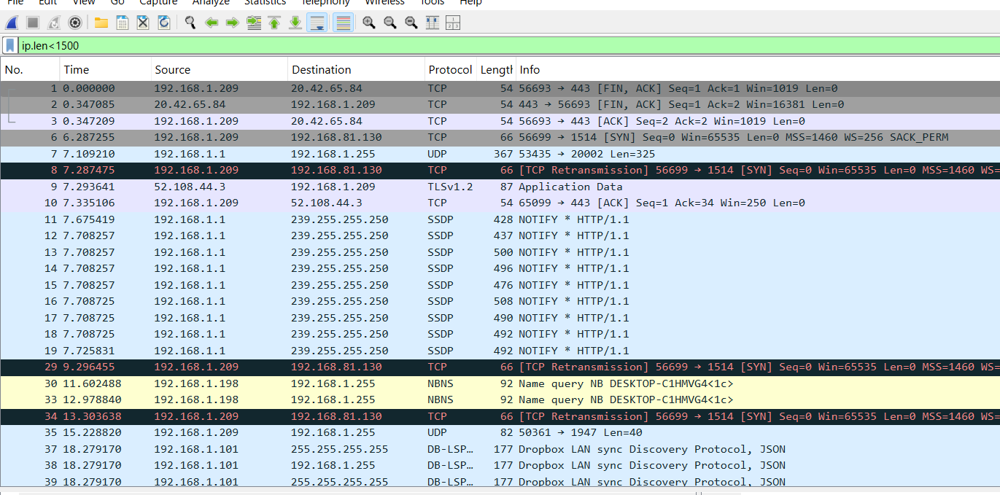 File Edit View Go Capture Analyze Statistics Telephony Wireless Tools Help
ip.len<1500
No. Time Source Destination Protocol Length Info
1 0.000000 192.168.1.209 20.42.65.84 TCP 54 56693 → 443 [FIN, ACK] Seq=1 Ack=1 Win=1019 Len=0
2 0.347085 20.42.65.84 192.168.1.209 TCP 54 443 → 56693 [FIN, ACK] Seq=1 Ack=2 Win=16381 Len=0
3 0.347209 192.168.1.209 20.42.65.84 TCP 54 56693 → 443 [ACK] Seq=2 Ack=2 Win=1019 Len=0
6 6.287255 192.168.1.209 192.168.81.130 TCP 66 56699 → 1514 [SYN] Seq=0 Win=65535 Len=0 MSS=1460 WS=256 SACK_PERM
7 7.109210 192.168.1.1 192.168.1.255 UDP 367 53435 → 20002 Len=325
8 7.287475 192.168.1.209 192.168.81.130 TCP 66 [TCP Retransmission] 56699 → 1514 [SYN] Seq=0 Win=65535 Len=0 MSS=1460 WS=
9 7.293641 52.108.44.3 192.168.1.209 TLSv1.2 87 Application Data
10 7.335106 192.168.1.209 52.108.44.3 TCP 54 65099 → 443 [ACK] Seq=1 Ack=34 Win=250 Len=0
11 7.675419 192.168.1.1 239.255.255.250 SSDP 428 NOTIFY * HTTP/1.1
12 7.708257 192.168.1.1 239.255.255.250 SSDP 437 NOTIFY * HTTP/1.1
13 7.708257 192.168.1.1 239.255.255.250 SSDP 500 NOTIFY * HTTP/1.1
14 7.708257 192.168.1.1 239.255.255.250 SSDP 496 NOTIFY * HTTP/1.1
15 7.708257 192.168.1.1 239.255.255.250 SSDP 476 NOTIFY * HTTP/1.1
16 7.708725 192.168.1.1 239.255.255.250 SSDP 508 NOTIFY * HTTP/1.1
17 7.708725 192.168.1.1 239.255.255.250 SSDP 490 NOTIFY * HTTP/1.1
18 7.708725 192.168.1.1 239.255.255.250 SSDP 492 NOTIFY * HTTP/1.1
19 7.725831 192.168.1.1 239.255.255.250 SSDP 492 NOTIFY * HTTP/1.1
29 9.296455 192.168.1.209 192.168.81.130 TCP 66 [TCP Retransmission] 56699 → 1514 [SYN] Seq=0 Win=65535 Len=0 MSS=1460 WS=
30 11.602488 192.168.1.198 192.168.1.255 NBNS 92 Name query NB DESKTOP-C1HMVG4<1c>
33 12.978840 192.168.1.198 192.168.1.255 NBNS 92 Name query NB DESKTOP-C1HMVG4<1c>
34 13.303638 192.168.1.209 192.168.81.130 TCP 66 [TCP Retransmission] 56699 → 1514 [SYN] Seq=0 Win=65535 Len=0 MSS=1460 WS=
35 15.228820 192.168.1.209 192.168.1.255 UDP 82 50361 → 1947 Len=40
37 18.279170 192.168.1.101 255.255.255.255 DB-LSP… 177 Dropbox LAN sync Discovery Protocol, JSON
38 18.279170 192.168.1.101 192.168.1.255 DB-LSP… 177 Dropbox LAN sync Discovery Protocol, JSON
39 18.279170 192.168.1.101 255.255.255.255 DB-LSP… 177 Dropbox LAN sync Discovery Protocol, JSON